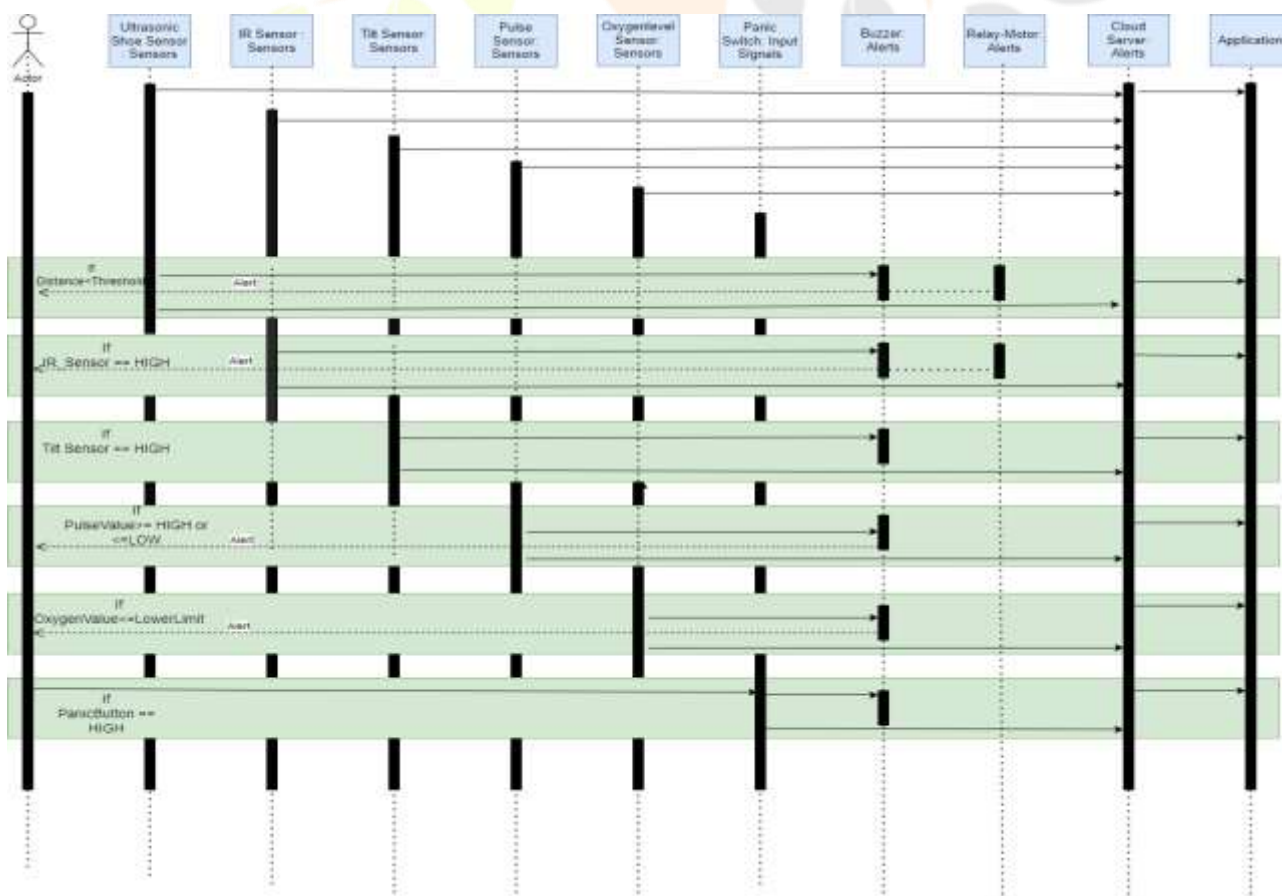 Actor
Ultrasonic
Shoe Sensor
Sensors
IR Sensor
Sensors
Tilt Sensor
Sensors
Pulse
Sensor
Sensors
Oxygenlevel
Sensor:
Sensors
Panic
Switch: Input
Signals
Buzzer
Alerts
Relay-Motor
Alerts
Cloud
Server
Alerts
Application
If
Distance<Threshold
Alert
If
IR_Sensor == HIGH
Alert
If
Tilt Sensor == HIGH
If
PulseValue>= HIGH or
<=LOW
Alert
If
OxygenValue<=LowerLimit
Alert
If
PanicButton ==
HIGH